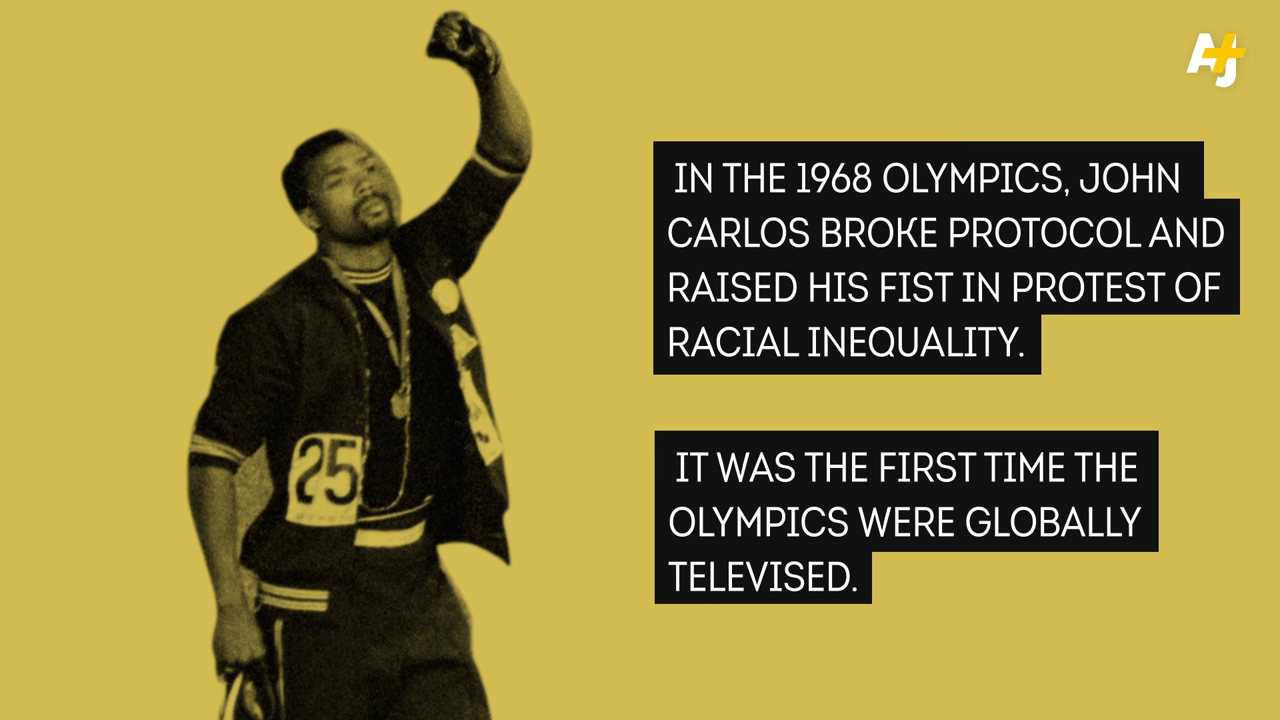 AJ+
IN THE 1968 OLYMPICS, JOHN
CARLOS BROKE PROTOCOL AND
RAISED HIS FIST IN PROTEST OF
RACIAL INEQUALITY.
IT WAS THE FIRST TIME THE
OLYMPICS WERE GLOBALLY
TELEVISED.
25